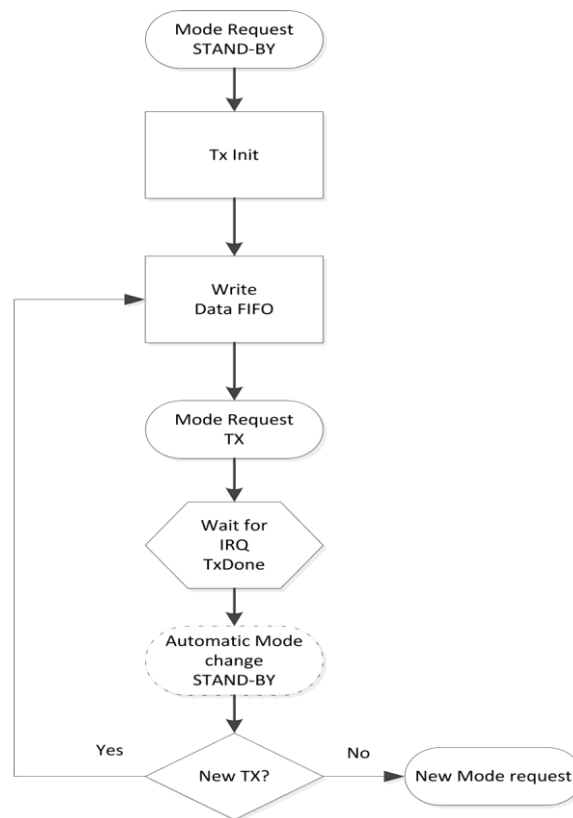 Mode Request
STAND-BY
Tx Init
Write
Data FIFO
Mode Request
TX
Wait for
IRQ
TxDone
Automatic Mode
change
STAND-BY
Yes
New TX?
No
New Mode request